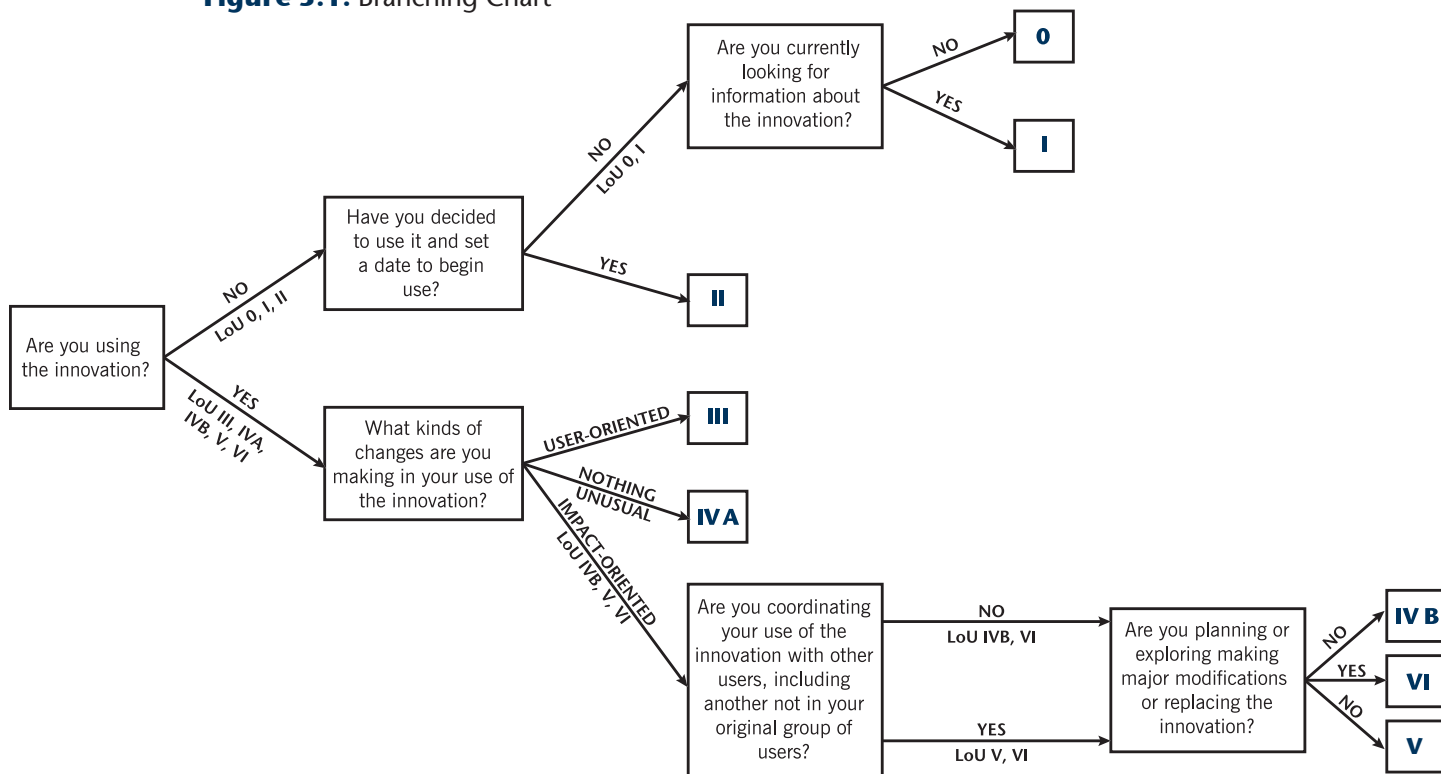 Figure 3.1. Branching Chart
Are you using
the innovation?
NO
LoU 0, I, II
YES
LoU III, IVA,
IVB, V, VI
Have you decided
to use it and set
a date to begin
use?
NO
LoU 0, I
YES
II
Are you currently
looking for
information about
the innovation?
NO
0
YES
I
What kinds of
changes are you
making in your use of
the innovation?
USER-ORIENTED
III
NOTHING
UNUSUAL
IV A
IMPACT-ORIENTED
LoU IVB, V, VI
Are you coordinating
your use of the
innovation with other
users, including
another not in your
original group of
users?
NO
LoU IVB, VI
YES
LoU V, VI
Are you planning or
exploring making
major modifications
or replacing the
innovation?
NO
IV B
YES
VI
NO
V